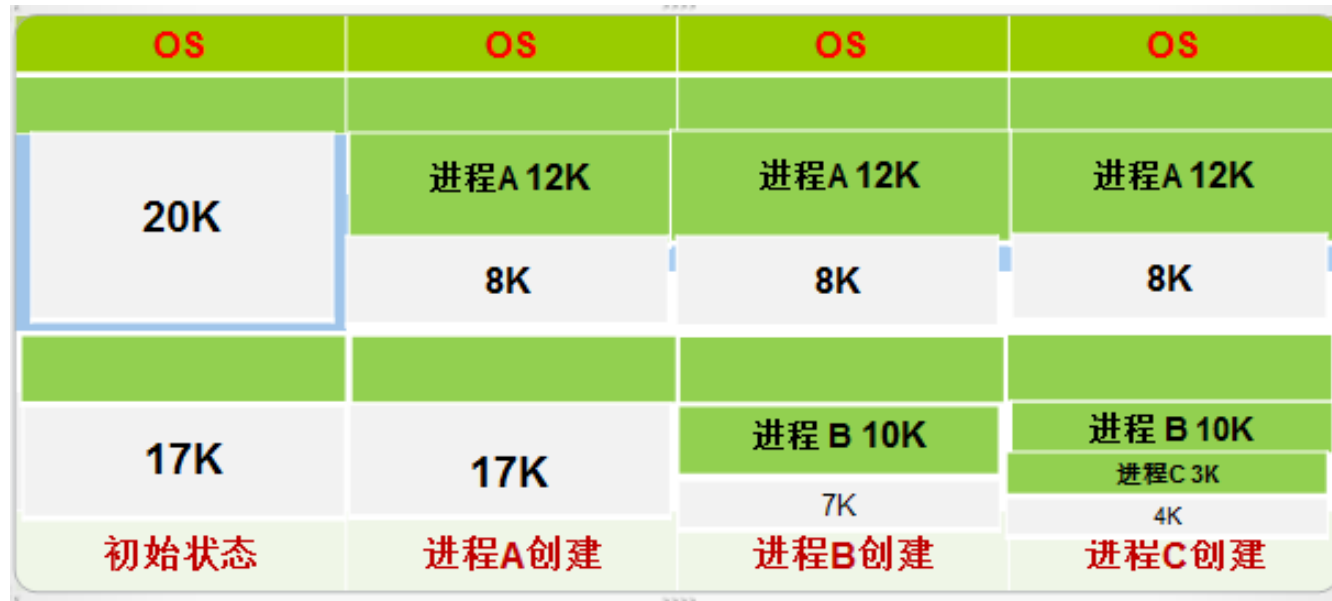 OS OS OS OS
20K 进程A 12K 进程A 12K 进程A 12K
8K 8K 8K
17K 17K 进程 B 10K 进程 B 10K
进程C 3K
7K 4K
初始状态 进程A创建 进程B创建 进程C创建